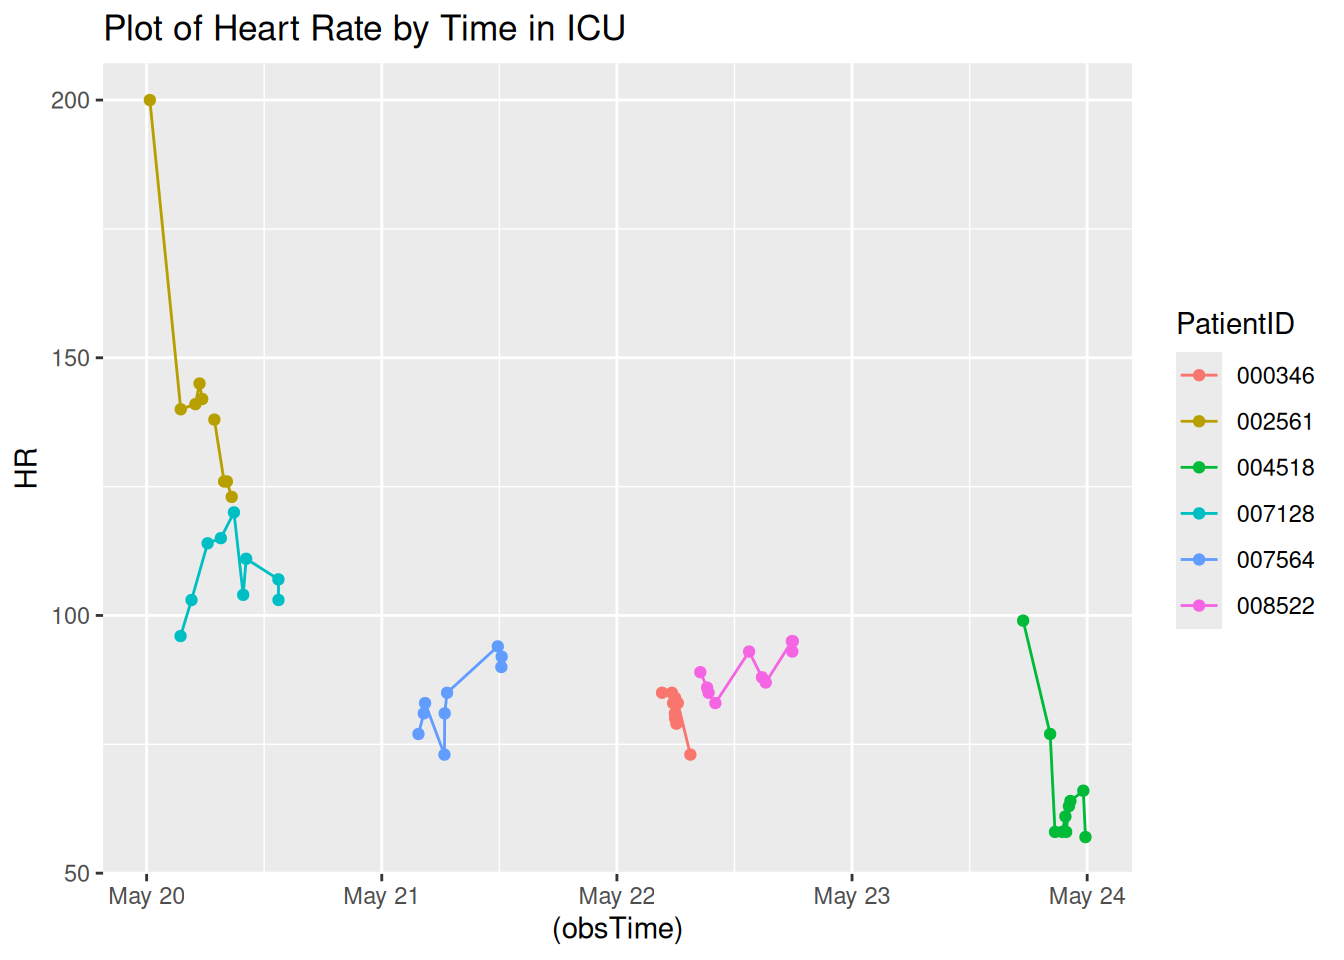 Plot of Heart Rate by Time in ICU
200
150
100
50
HR
May 20
May 21
May 22
May 23
May 24
(obsTime)
PatientID
000346
002561
004518
007128
007564
008522